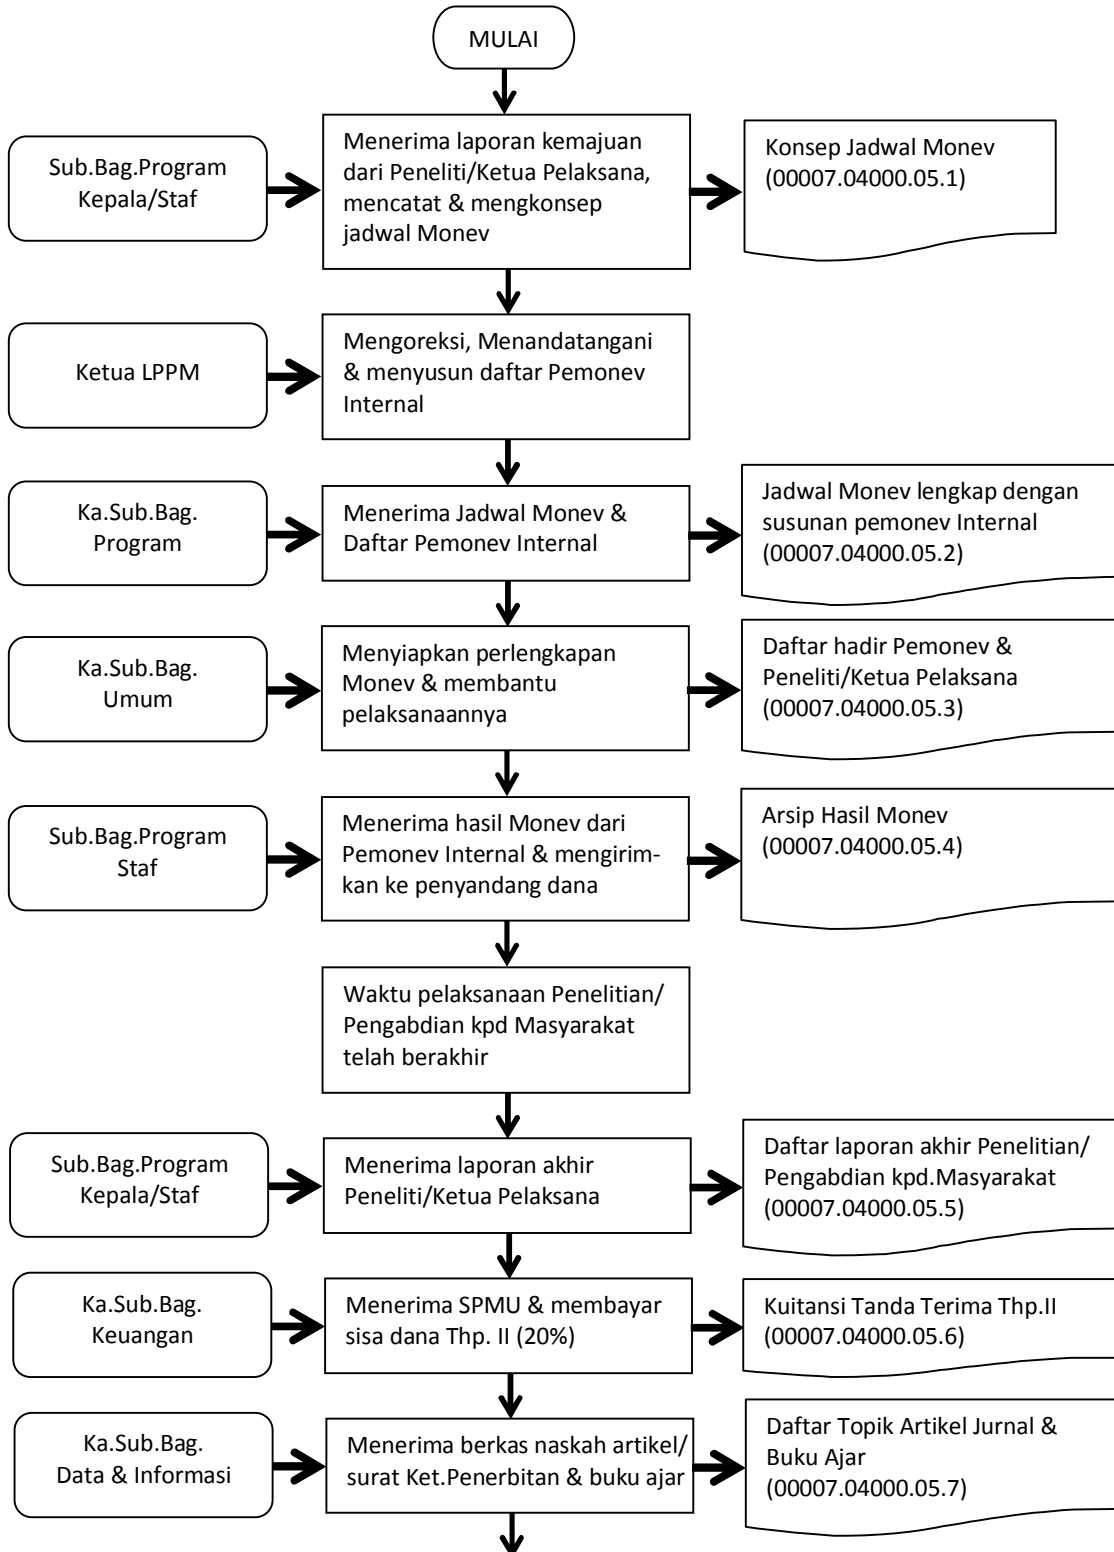 MULAI
Sub.Bag.Program
Kepala/Staf
Menerima laporan kemajuan
dari Peneliti/Ketua Pelaksana,
mencatat & mengkonsep
jadwal Monev
Konsep Jadwal Monev
(00007.04000.05.1)
Ketua LPPM
Mengoreksi, Menandatangani
& menyusun daftar Pemonev
Internal
Ka.Sub.Bag.
Program
Menerima Jadwal Monev &
Daftar Pemonev Internal
Jadwal Monev lengkap dengan
susunan pemonev Internal
(00007.04000.05.2)
Ka.Sub.Bag.
Umum
Menyiapkan perlengkapan
Monev & membantu
pelaksanaannya
Daftar hadir Pemonev &
Peneliti/Ketua Pelaksana
(00007.04000.05.3)
Sub.Bag.Program
Staf
Menerima hasil Monev dari
Pemonev Internal & mengirim-
kan ke penyandang dana
Arsip Hasil Monev
(00007.04000.05.4)
Waktu pelaksanaan Penelitian/
Pengabdian kpd Masyarakat
telah berakhir
Sub.Bag.Program
Kepala/Staf
Menerima laporan akhir
Peneliti/Ketua Pelaksana
Daftar laporan akhir Penelitian/
Pengabdian kpd.Masyarakat
(00007.04000.05.5)
Ka.Sub.Bag.
Keuangan
Menerima SPMU & membayar
sisa dana Thp. II (20%)
Kuitansi Tanda Terima Thp.II
(00007.04000.05.6)
Ka.Sub.Bag.
Data & Informasi
Menerima berkas naskah artikel/
surat Ket.Penerbitan & buku ajar
Daftar Topik Artikel Jurnal &
Buku Ajar
(00007.04000.05.7)